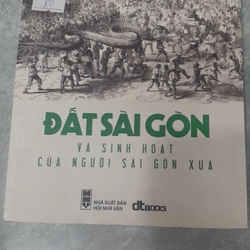 ĐẤT SÀI GÒN
VÀ SINH HOẠT
CỦA NGƯỜI SÀI GÒN XƯA
NHÀ XUẤT BẢN
HỘI NHÀ VĂN
dtBOOKS